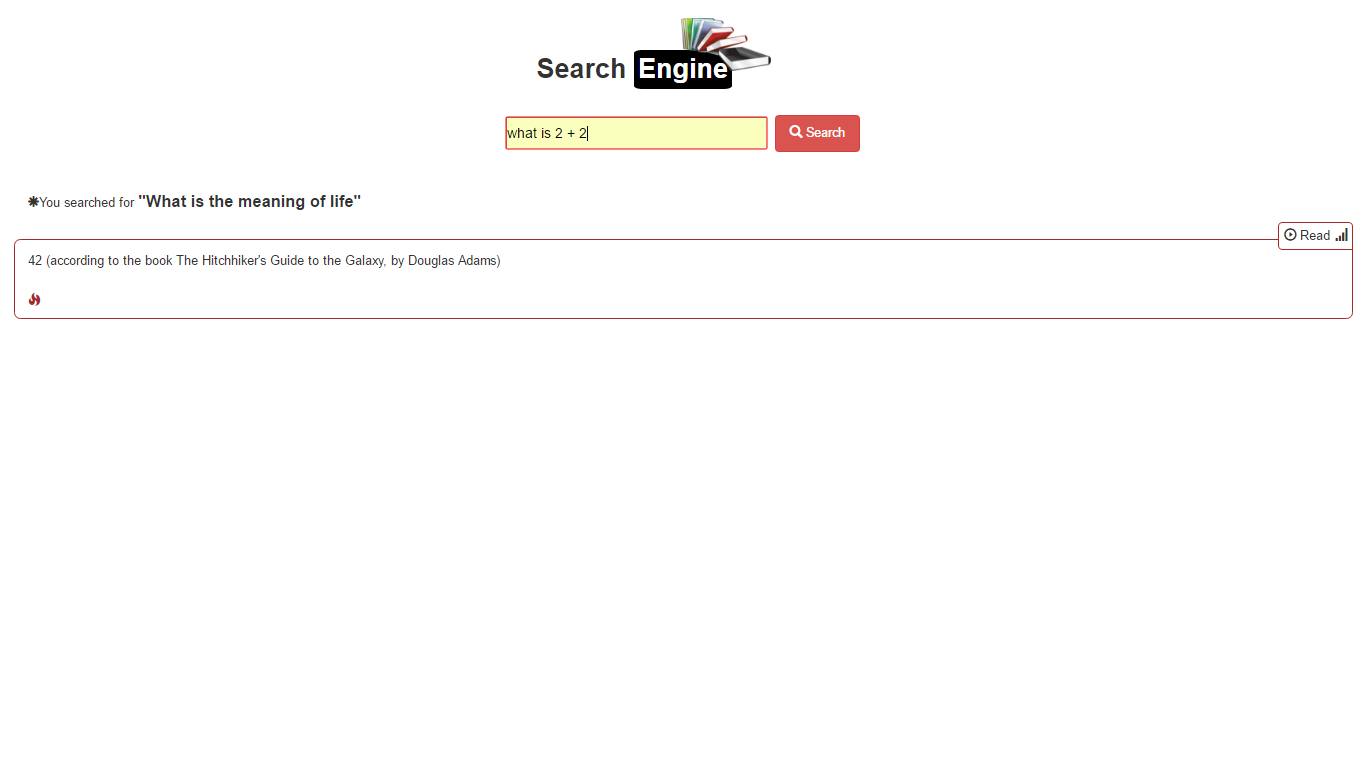 Search Engine
what is 2 + 2
Search
You searched for "What is the meaning of life"
Read
42 (according to the book The Hitchhiker's Guide to the Galaxy, by Douglas Adams)